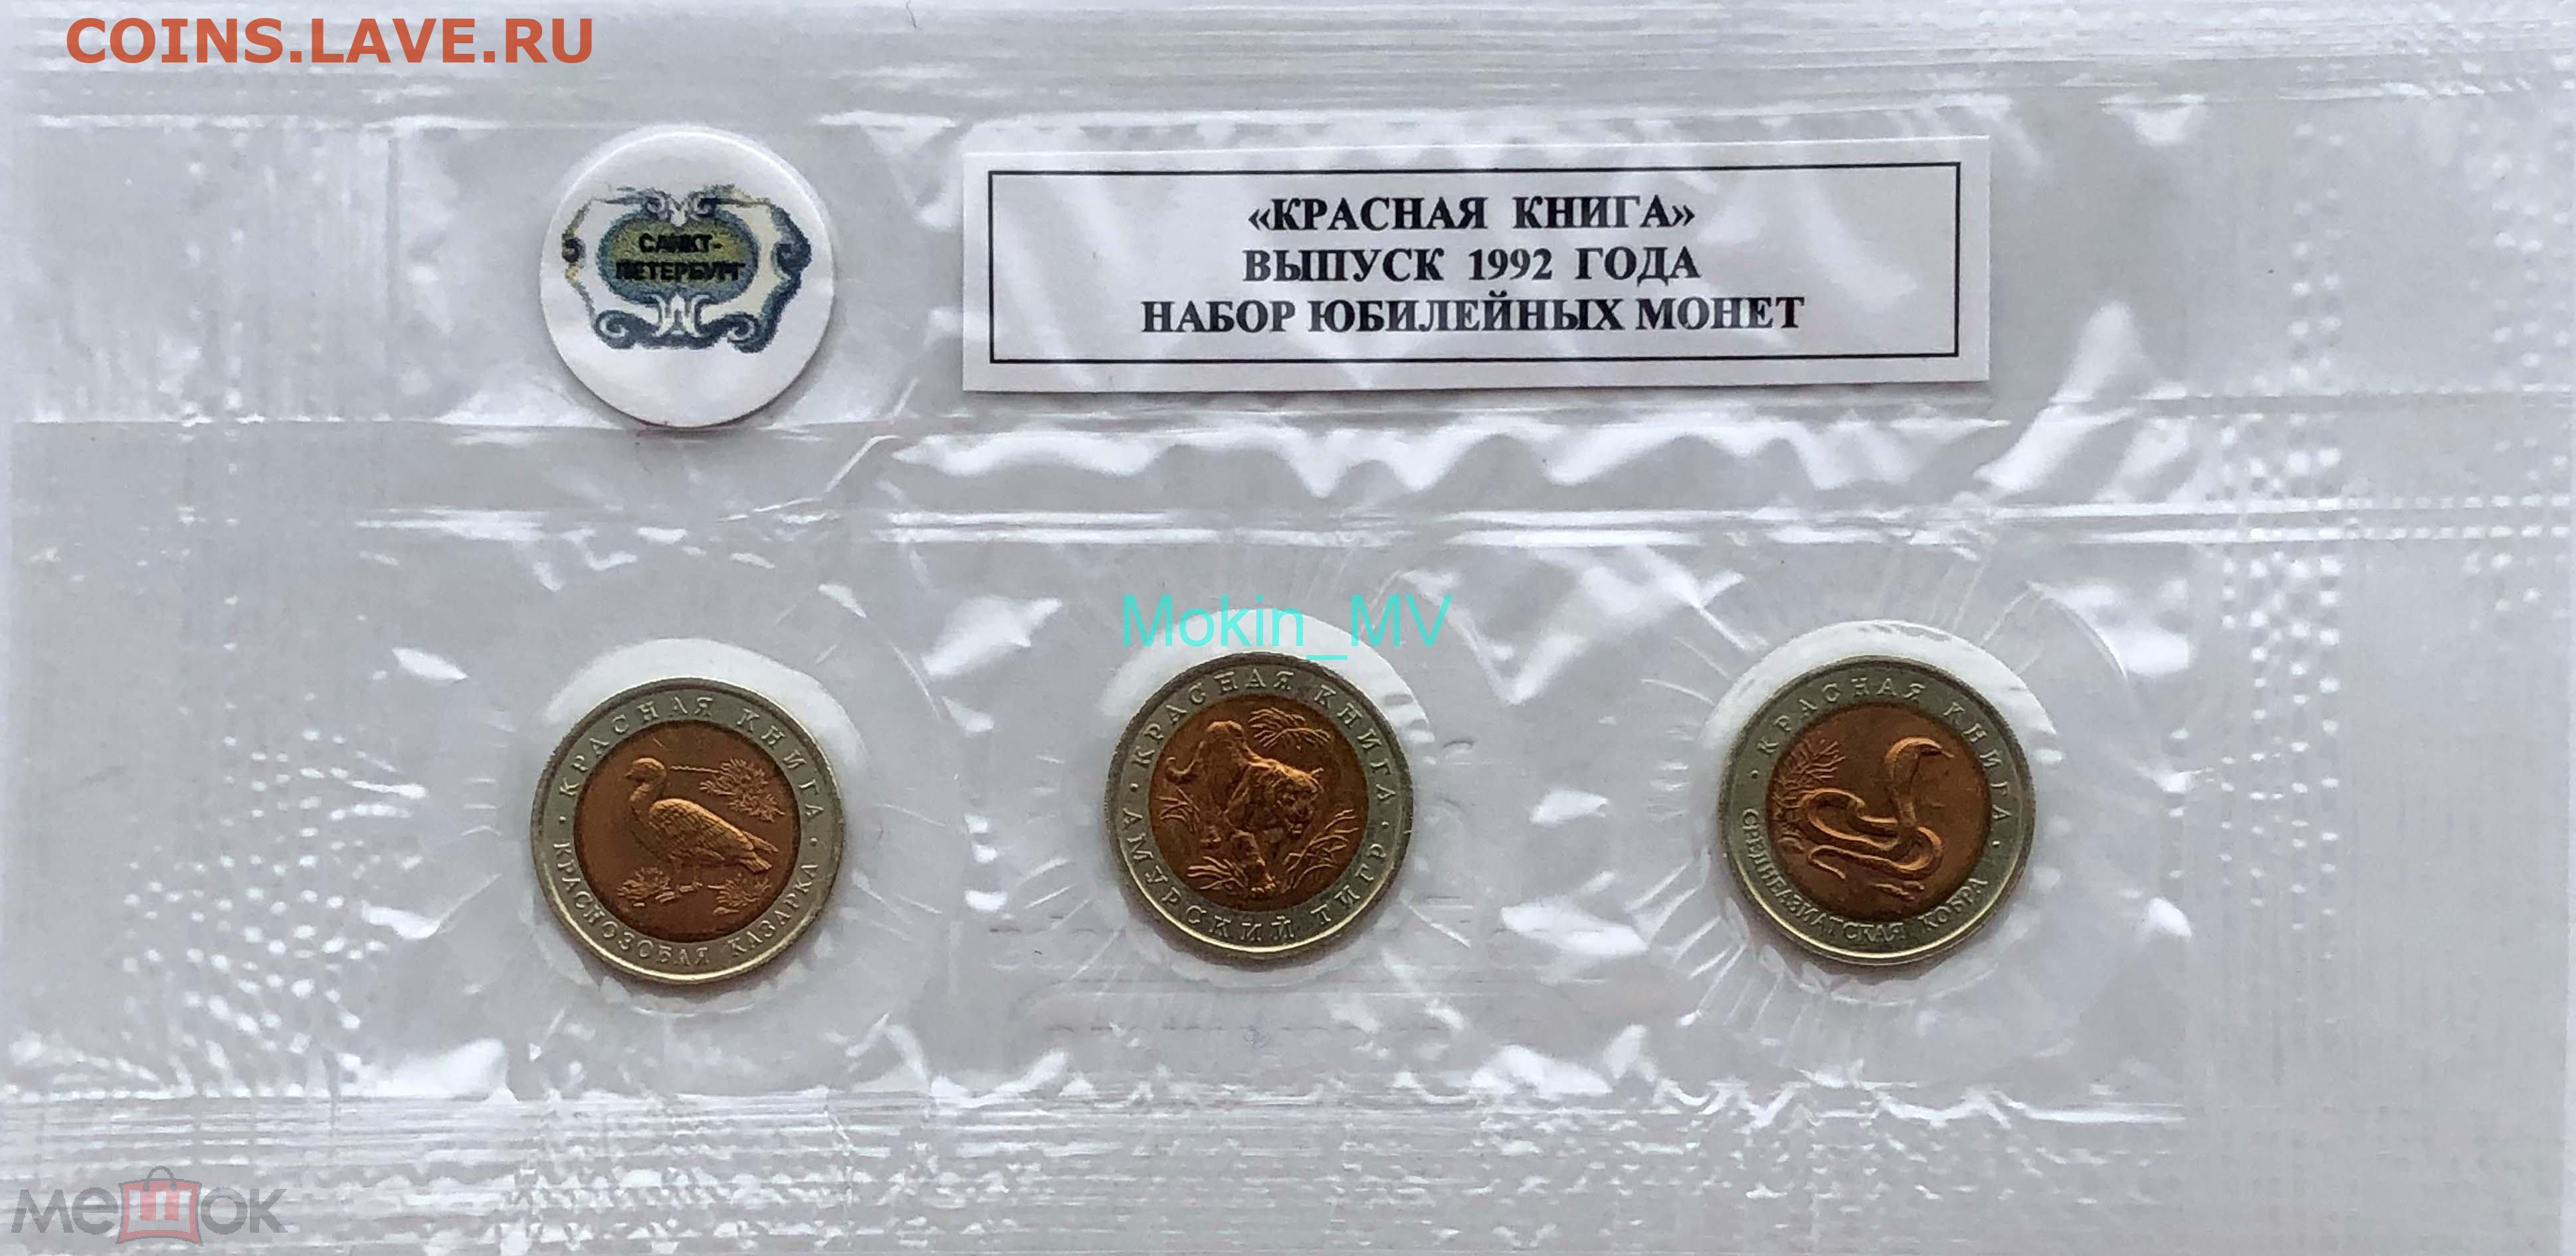 COINS.LAVE.RU
САНКТ-
ПЕТЕРБУРГ
«КРАСНАЯ КНИГА»
ВЫПУСК 1992 ГОДА
НАБОР ЮБИЛЕЙНЫХ МОНЕТ
Mokin_MV
· КРАСНАЯ КНИГА ·
КРАСНОЗОБАЯ КАЗАРКА
· КРАСНАЯ КНИГА ·
АМУРСКИЙ ТИГР
· КРАСНАЯ КНИГА ·
СРЕДНЕАЗИАТСКАЯ КОБРА
мешок